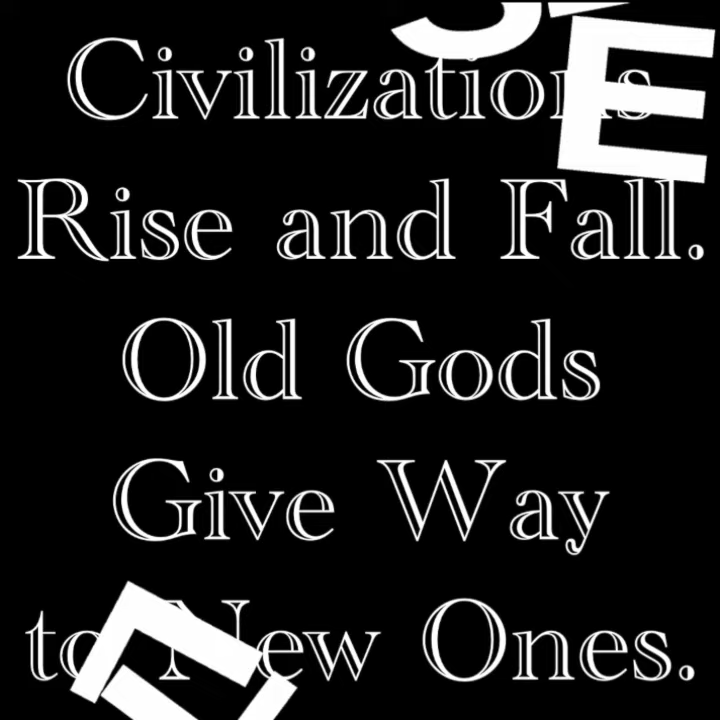 Civilizations
Rise and Fall.
Old Gods
Give Way
to New Ones.
E